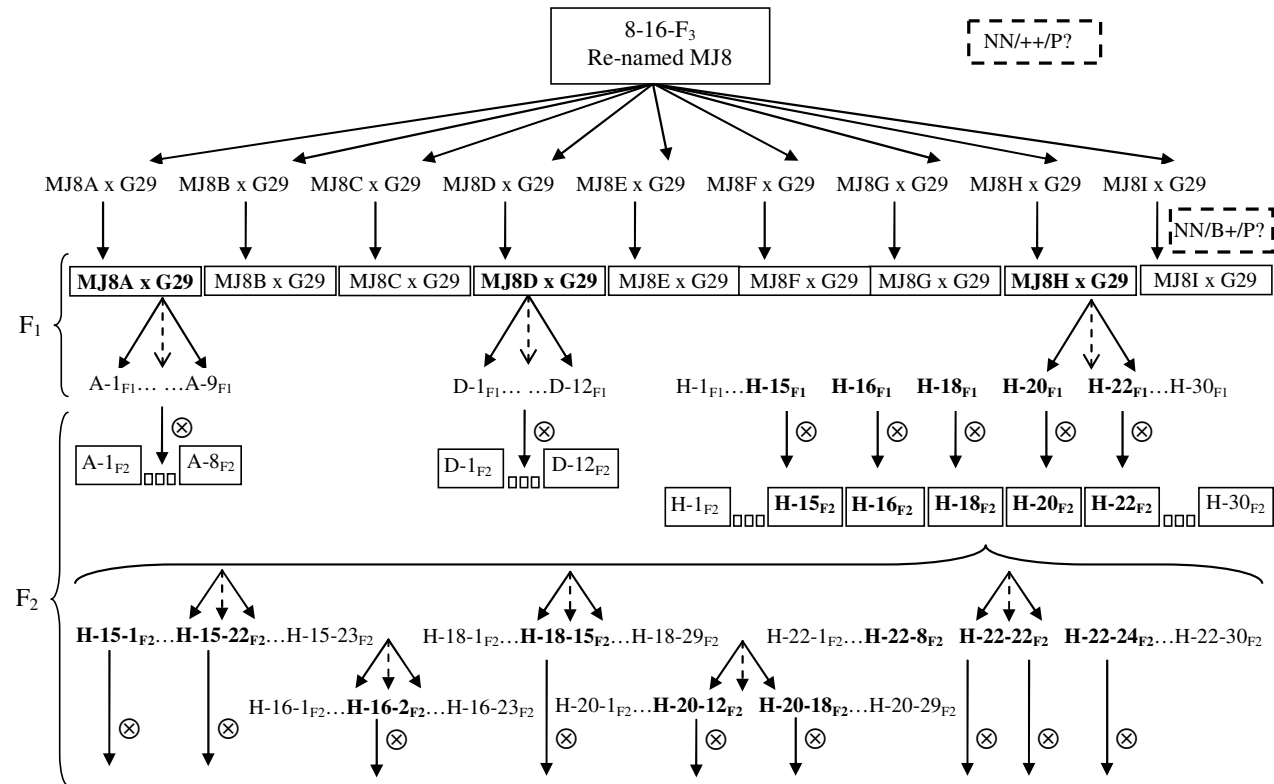 8-16-F₃
Re-named MJ8
NN/++/P?
MJ8A x G29 MJ8B x G29 MJ8C x G29 MJ8D x G29 MJ8E x G29 MJ8F x G29 MJ8G x G29 MJ8H x G29 MJ8I x G29
NN/B+/P?
MJ8A x G29 MJ8B x G29 MJ8C x G29 MJ8D x G29 MJ8E x G29 MJ8F x G29 MJ8G x G29 MJ8H x G29 MJ8I x G29
F₁
A-1F1… …A-9F1 D-1F1… …D-12F1 H-1F1…H-15F1 H-16F1 H-18F1 H-20F1 H-22F1…H-30F1
A-1F2 A-8F2 D-1F2 D-12F2
H-1F2 H-15F2 H-16F2 H-18F2 H-20F2 H-22F2 H-30F2
F₂
H-15-1F2…H-15-22F2…H-15-23F2 H-18-1F2…H-18-15F2…H-18-29F2 H-22-1F2…H-22-8F2 H-22-22F2 H-22-24F2…H-22-30F2
H-16-1F2…H-16-2F2…H-16-23F2 H-20-1F2…H-20-12F2 H-20-18F2…H-20-29F2